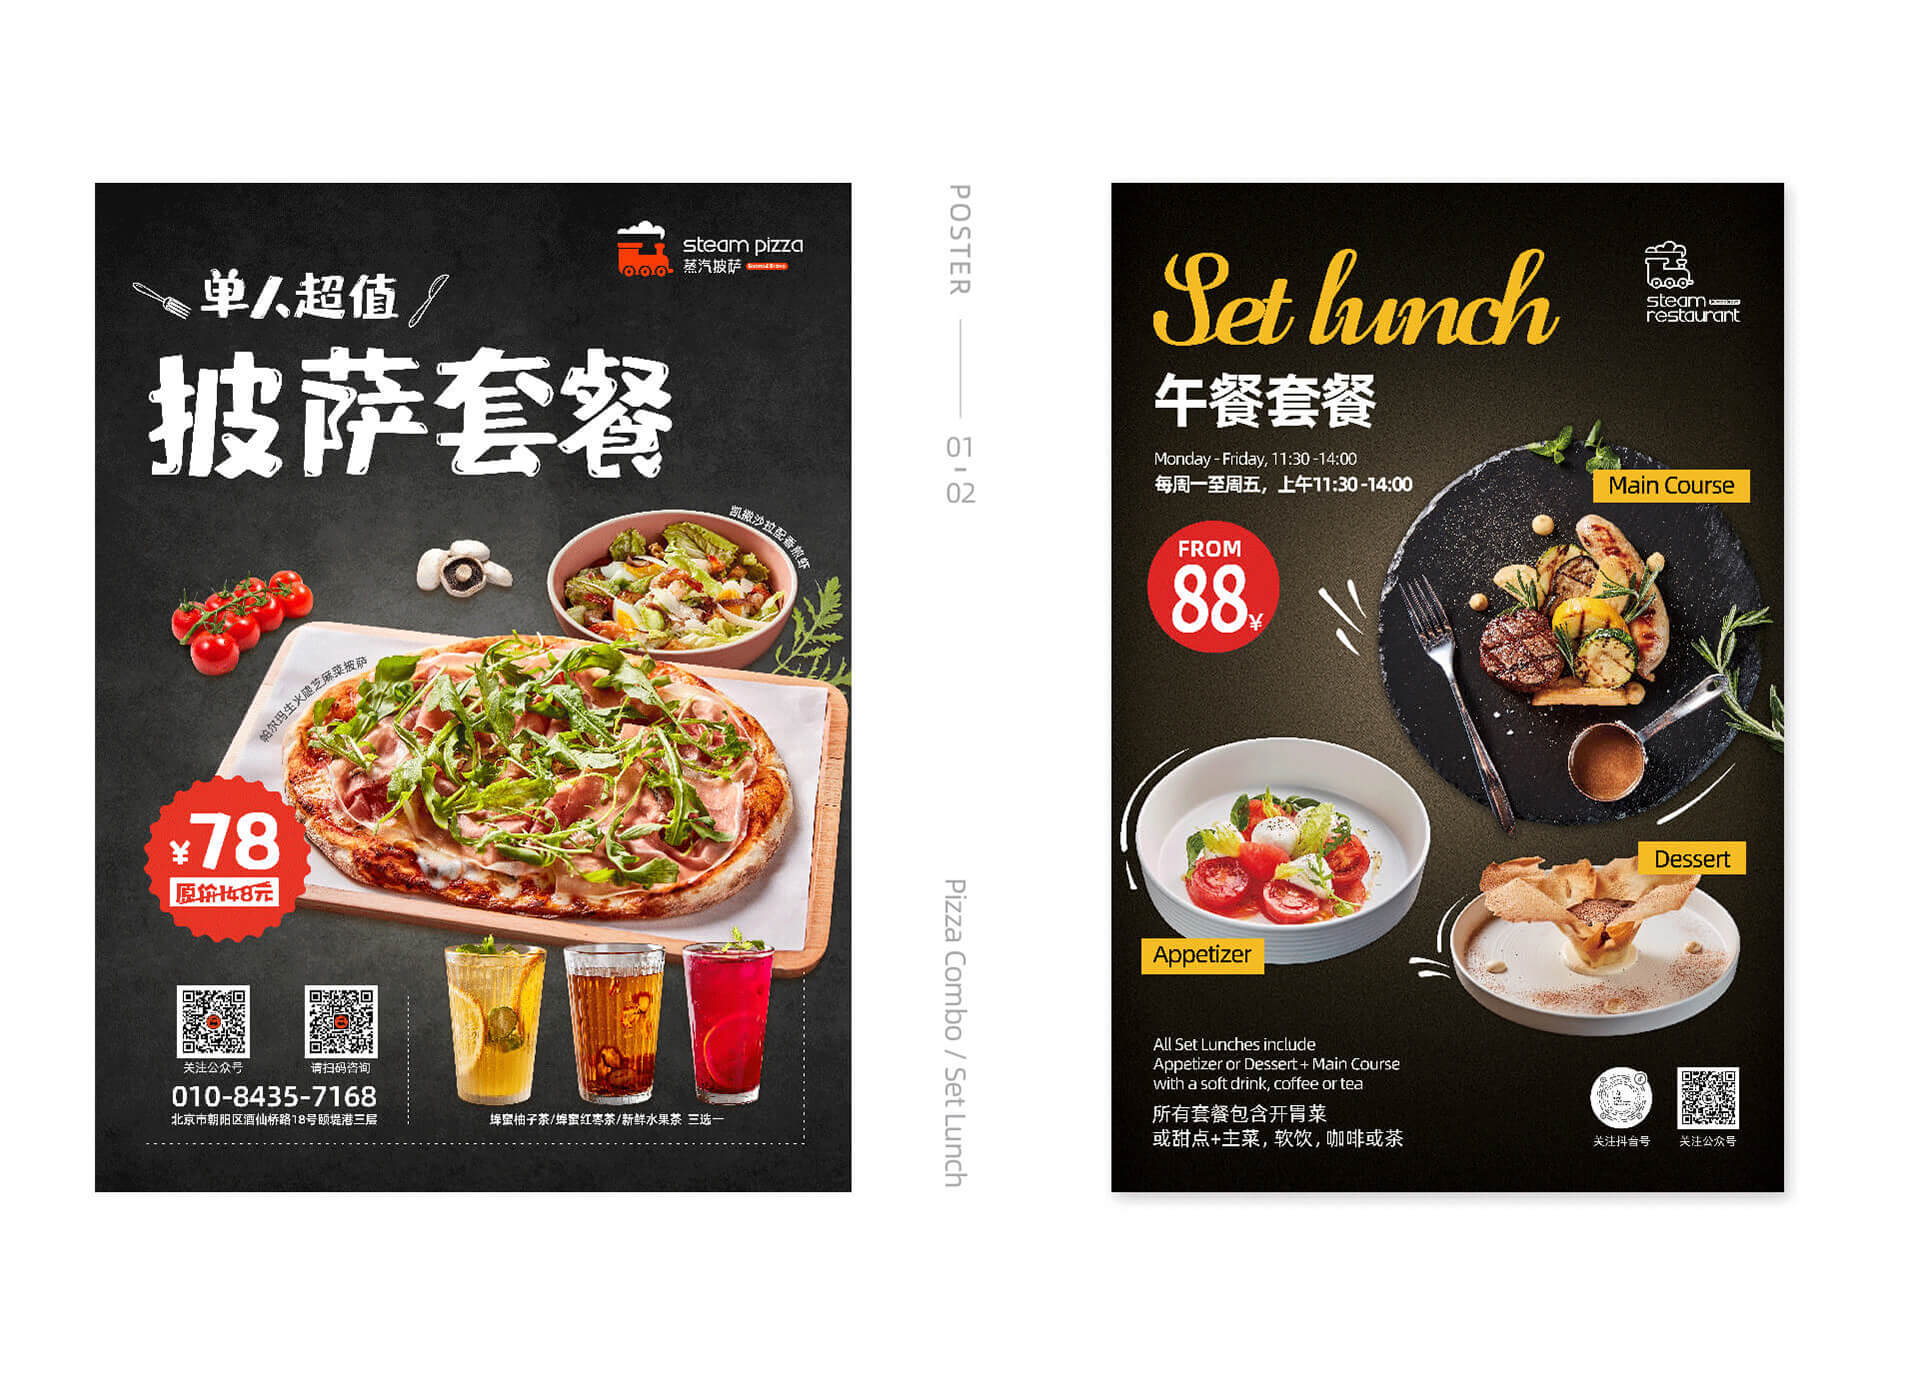 steam pizza
蒸汽披萨
单人超值
披萨套餐
凯撒沙拉配香煎虾
帕尔玛生火腿芝麻菜披萨
¥78
原价148元
关注公众号
请扫码咨询
010-8435-7168
北京市朝阳区酒仙桥路18号颐堤港三层
蜂蜜柚子茶/蜂蜜红枣茶/新鲜水果茶 三选一
POSTER
01-02
Pizza Combo / Set Lunch
Set lunch
steam
restaurant
午餐套餐
Monday - Friday, 11:30 -14:00
每周一至周五，上午11:30 -14:00
Main Course
FROM
88¥
Dessert
Appetizer
All Set Lunches include
Appetizer or Dessert + Main Course
with a soft drink, coffee or tea
所有套餐包含开胃菜
或甜点+主菜，软饮，咖啡或茶
关注抖音号
关注公众号